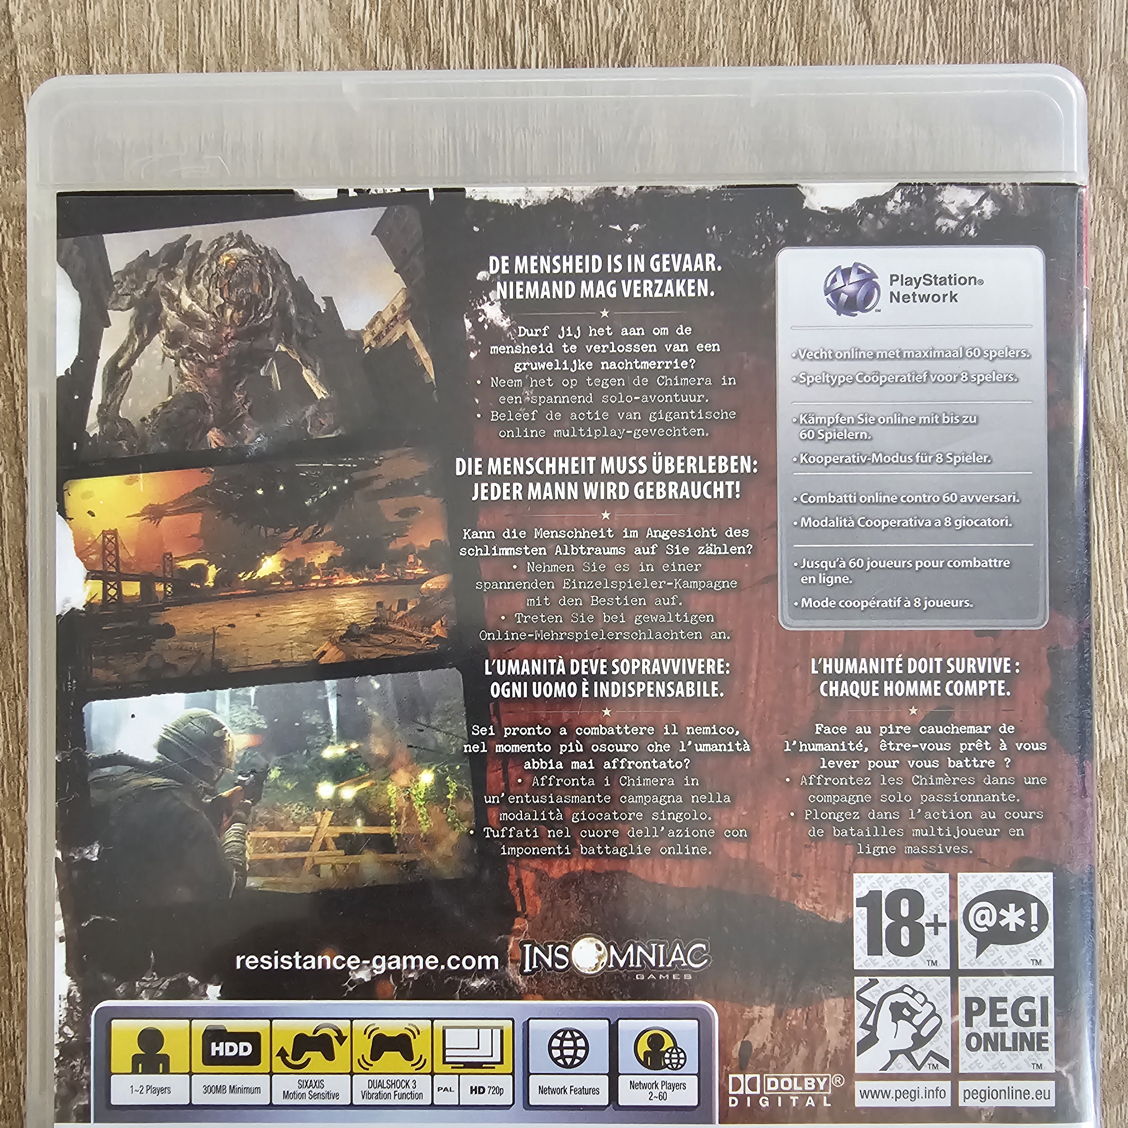 DE MENSHEID IS IN GEVAAR.
NIEMAND MAG VERZAKEN.
Durf jij het aan om de
mensheid te verlossen van een
gruwelijke nachtmerrie?
• Neem het op tegen de Chimera in
een spannend solo-avontuur.
• Beleef de actie van gigantische
online multiplay-gevechten.
DIE MENSCHHEIT MUSS ÜBERLEBEN:
JEDER MANN WIRD GEBRAUCHT!
Kann die Menschheit im Angesicht des
schlimmsten Albtraums auf Sie zählen?
• Nehmen Sie es in einer
spannenden Einzelspieler-Kampagne
mit den Bestien auf.
• Treten Sie bei gewaltigen
Online-Mehrspielerschlachten an.
L'UMANITÀ DEVE SOPRAVVIVERE:
OGNI UOMO È INDISPENSABILE.
Sei pronto a combattere il nemico,
nel momento più oscuro che l'umanità
abbia mai affrontato?
• Affronta i Chimera in
un'entusiasmante campagna nella
modalità giocatore singolo.
• Tuffati nel cuore dell'azione con
imponenti battaglie online.
PlayStation®
Network
• Vecht online met maximaal 60 spelers.
• Speltype Coöperatief voor 8 spelers.
• Kämpfen Sie online mit bis zu
60 Spielern.
• Kooperativ-Modus für 8 Spieler.
• Combatti online contro 60 avversari.
• Modalità Cooperativa a 8 giocatori.
• Jusqu'à 60 joueurs pour combattre
en ligne.
• Mode coopératif à 8 joueurs.
L'HUMANITÉ DOIT SURVIVE :
CHAQUE HOMME COMPTE.
Face au pire cauchemar de
l'humanité, être-vous prêt à vous
lever pour vous battre ?
• Affrontez les Chimères dans une
compagne solo passionnante.
• Plongez dans l'action au cours
de batailles multijoueur en
ligne massives.
resistance-game.com
INSOMNIAC
GAMES
18+
TM
@*!
TM
PEGI
ONLINE
TM
www.pegi.info
pegionline.eu
1~2 Players
HDD
300MB Minimum
SIXAXIS
Motion Sensitive
DUALSHOCK 3
Vibration Function
PAL
HD 720p
Network Features
Network Players
2~60
DOLBY®
DIGITAL